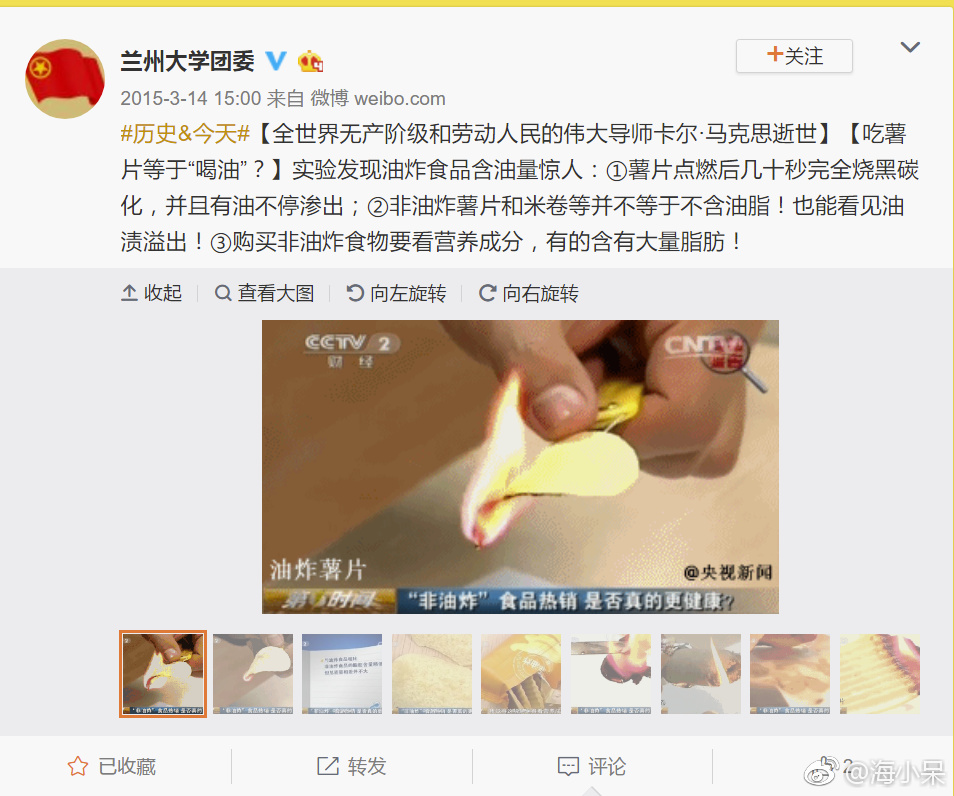 兰州大学团委
关注
2015-3-14 15:00 来自 微博 weibo.com
#历史&今天#【全世界无产阶级和劳动人民的伟大导师卡尔·马克思逝世】【吃薯
片等于“喝油”？】实验发现油炸食品含油量惊人：①薯片点燃后几十秒完全烧黑碳
化，并且有油不停渗出；②非油炸薯片和米卷等并不等于不含油脂！也能看见油
渍溢出！③购买非油炸食物要看营养成分，有的含有大量脂肪！
收起 查看大图 向左旋转 向右旋转
CCTV 2
财经
CNTV
油炸薯片
@央视新闻
第1时间
“非油炸”食品热销 是否真的更健康？
已收藏 转发 评论 2
@海小呆